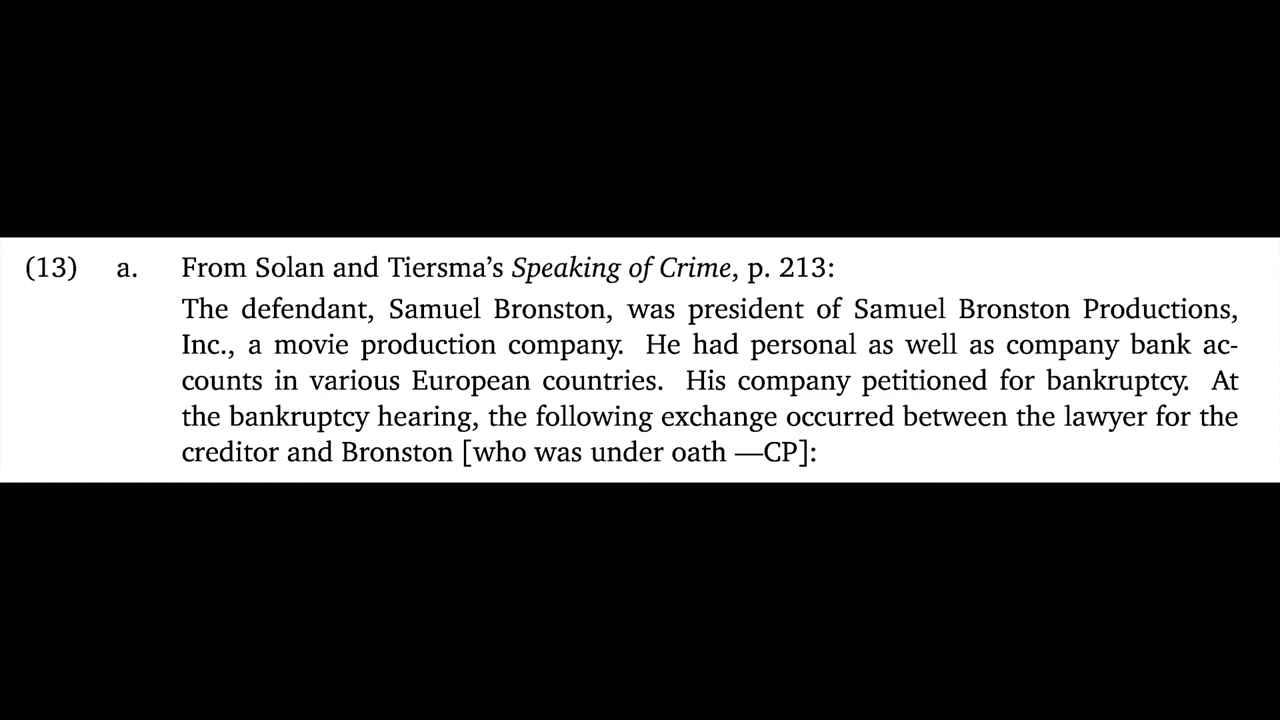 (13) a. From Solan and Tiersma’s Speaking of Crime, p. 213:
The defendant, Samuel Bronston, was president of Samuel Bronston Productions,
Inc., a movie production company. He had personal as well as company bank ac-
counts in various European countries. His company petitioned for bankruptcy. At
the bankruptcy hearing, the following exchange occurred between the lawyer for the
creditor and Bronston [who was under oath —CP]: